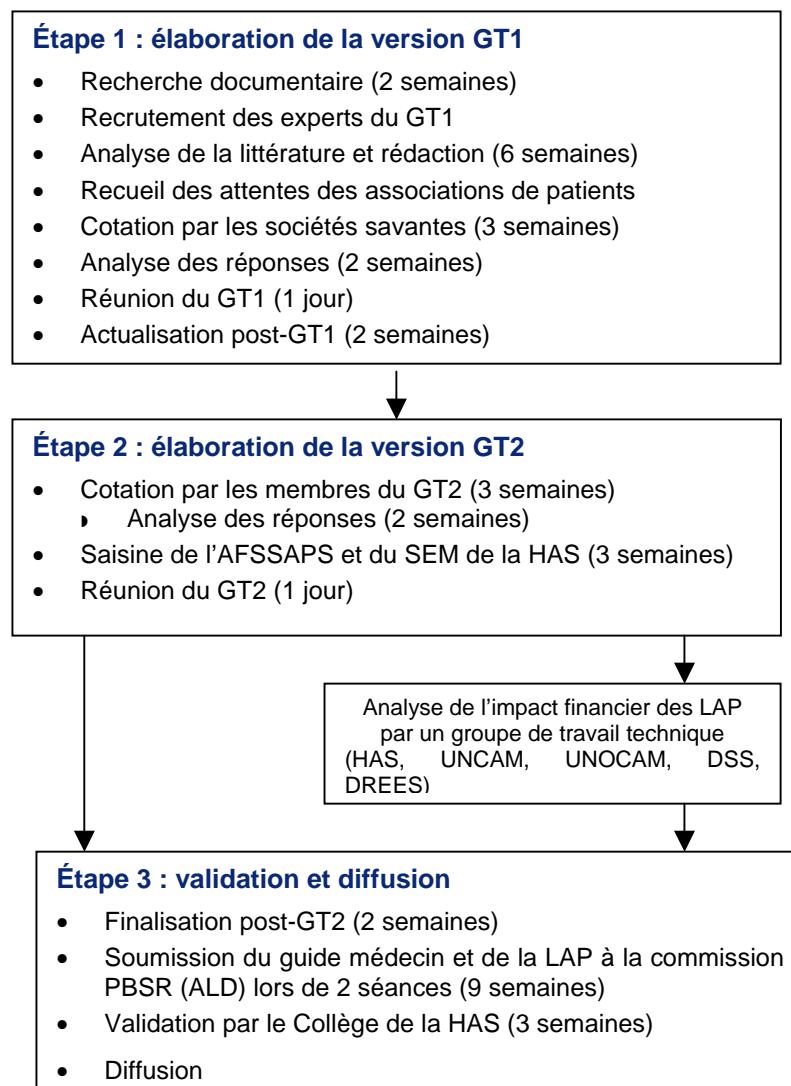 Étape 1 : élaboration de la version GT1
• Recherche documentaire (2 semaines)
• Recrutement des experts du GT1
• Analyse de la littérature et rédaction (6 semaines)
• Recueil des attentes des associations de patients
• Cotation par les sociétés savantes (3 semaines)
• Analyse des réponses (2 semaines)
• Réunion du GT1 (1 jour)
• Actualisation post-GT1 (2 semaines)
Étape 2 : élaboration de la version GT2
• Cotation par les membres du GT2 (3 semaines)
◗ Analyse des réponses (2 semaines)
• Saisine de l'AFSSAPS et du SEM de la HAS (3 semaines)
• Réunion du GT2 (1 jour)
Analyse de l'impact financier des LAP
par un groupe de travail technique
(HAS, UNCAM, UNOCAM, DSS,
DREES)
Étape 3 : validation et diffusion
• Finalisation post-GT2 (2 semaines)
• Soumission du guide médecin et de la LAP à la commission
PBSR (ALD) lors de 2 séances (9 semaines)
• Validation par le Collège de la HAS (3 semaines)
• Diffusion